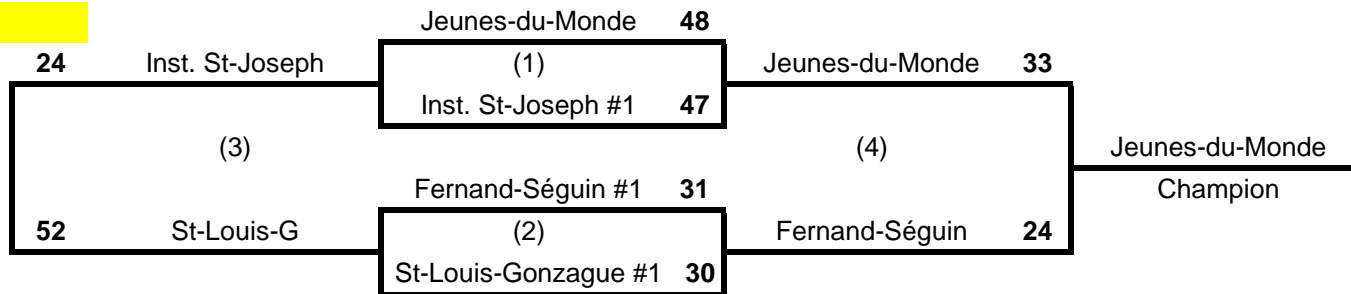 Jeunes-du-Monde 48
24 Inst. St-Joseph (1) Jeunes-du-Monde 33
Inst. St-Joseph #1 47
(3) (4) Jeunes-du-Monde
Fernand-Séguin #1 31 Champion
52 St-Louis-G (2) Fernand-Séguin 24
St-Louis-Gonzague #1 30